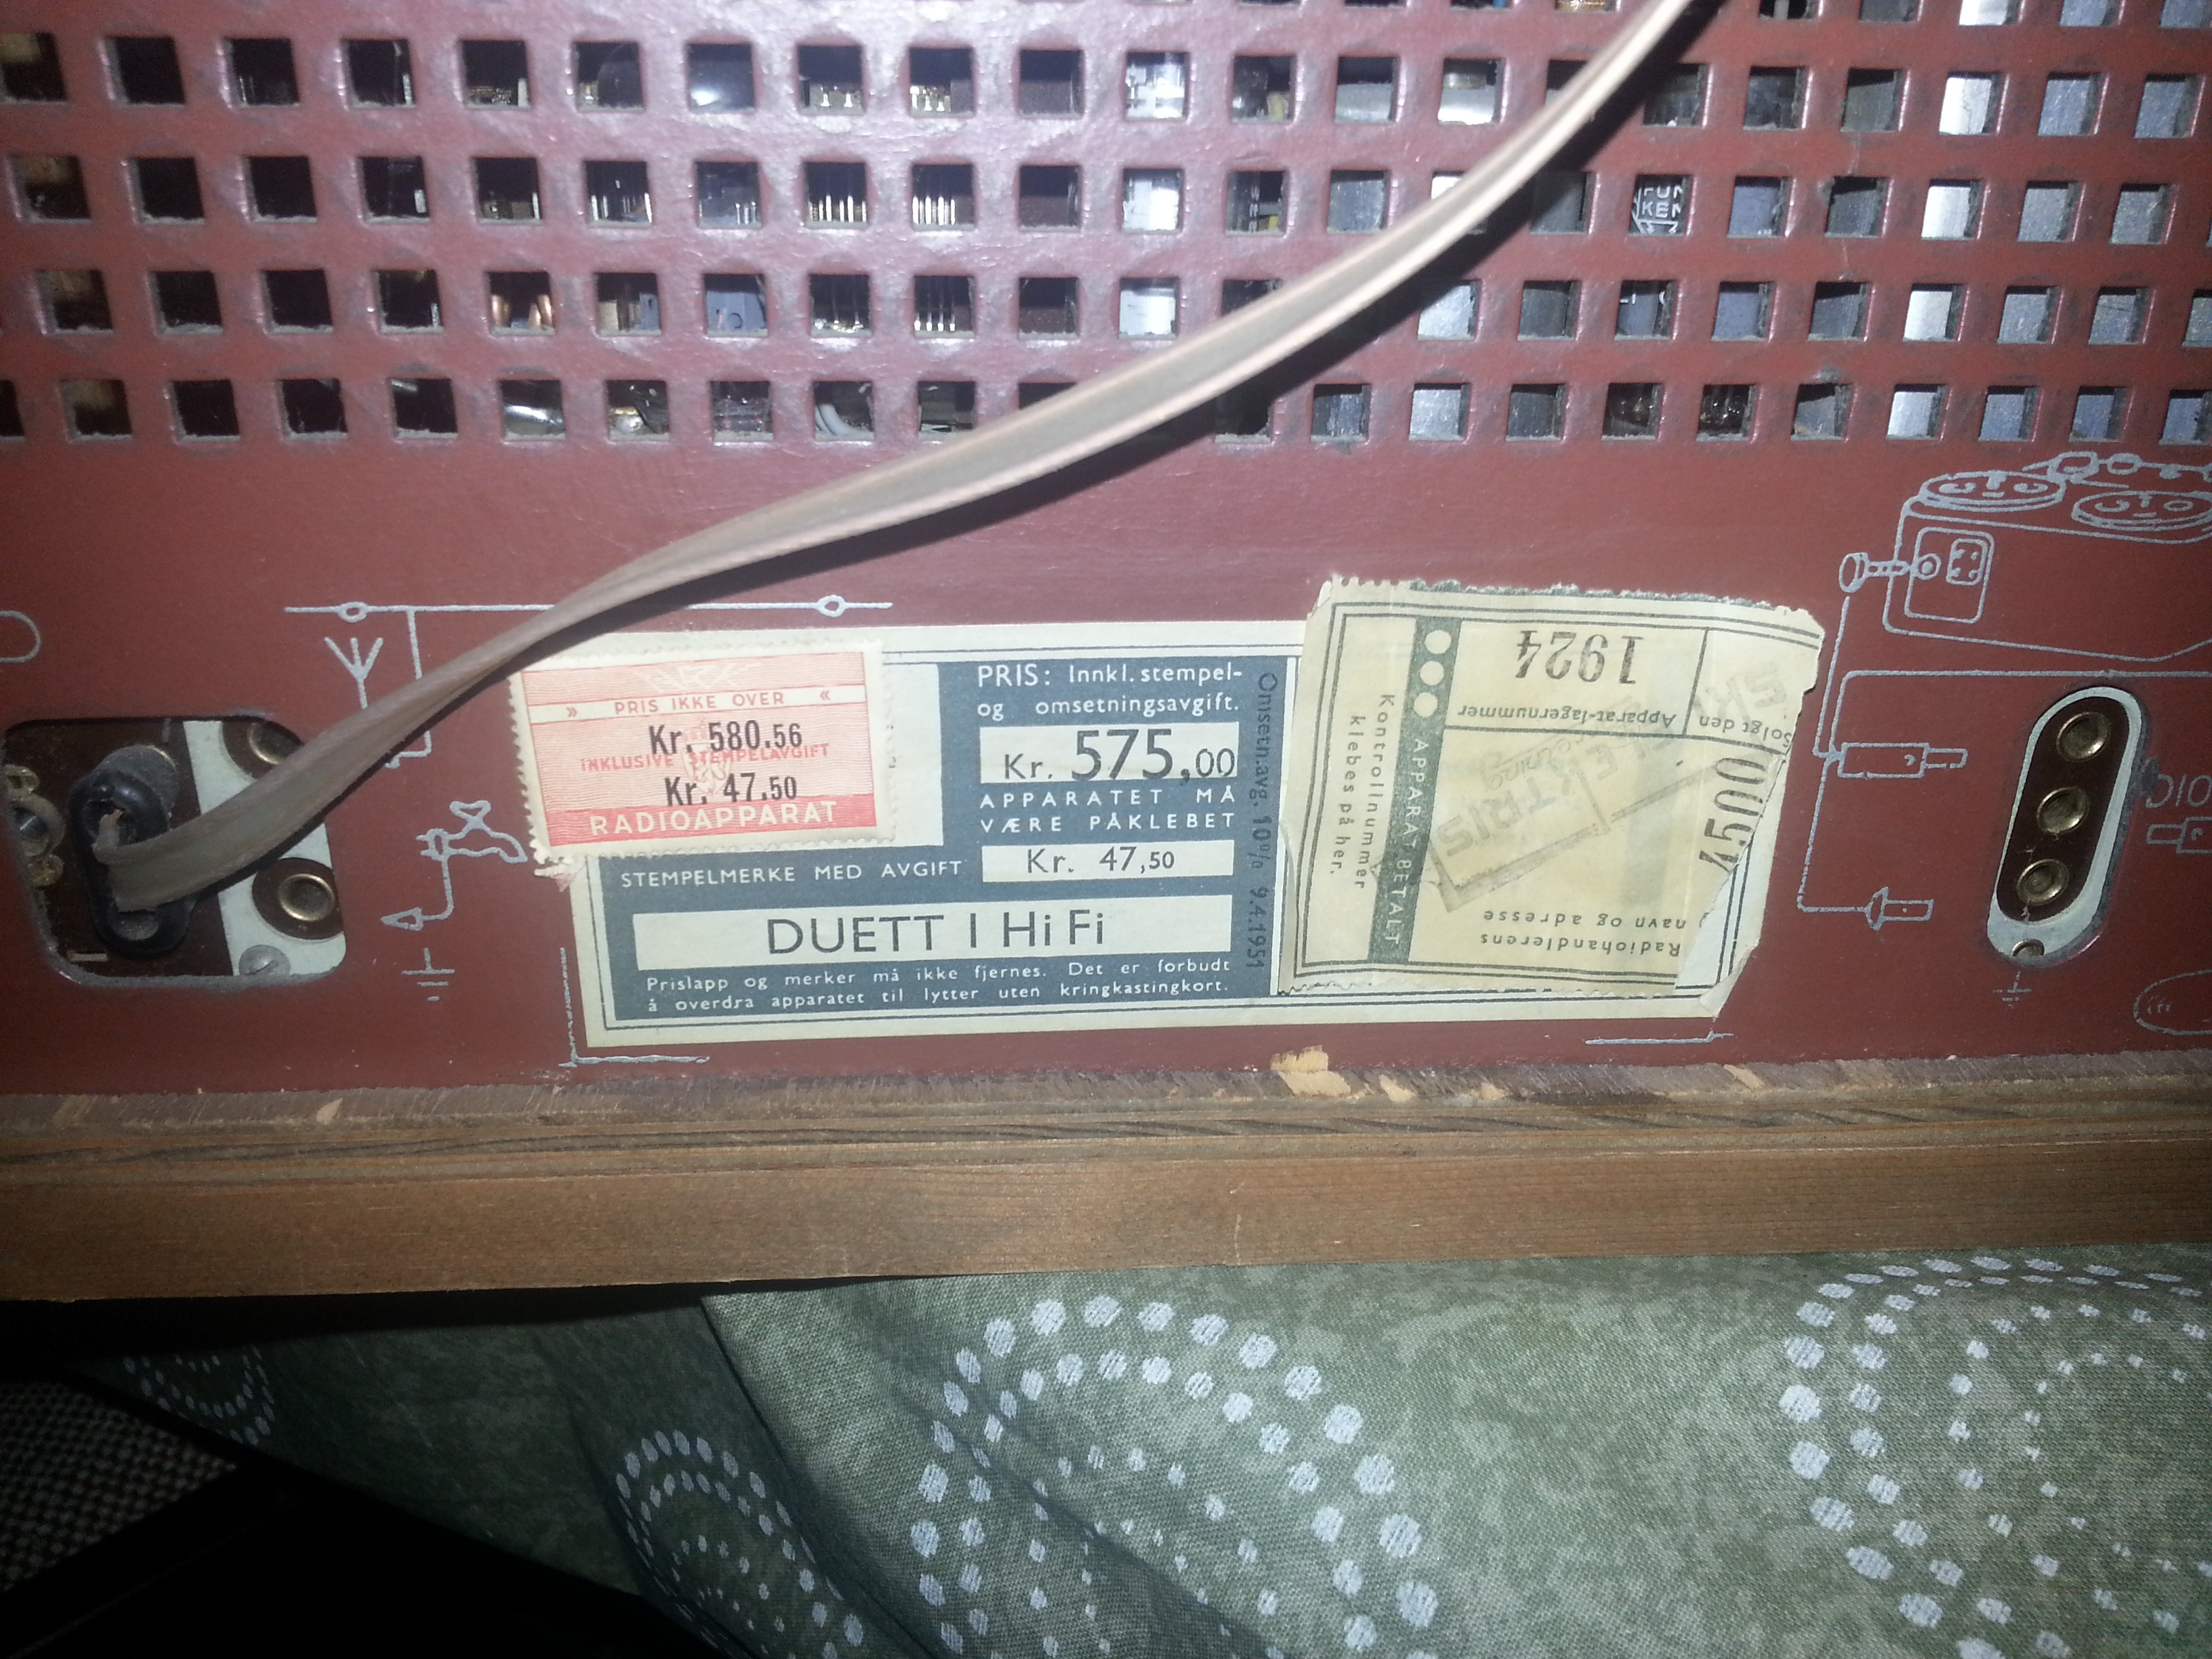 » PRIS IKKE OVER «
Kr. 580.56
INKLUSIVE STEMPELAVGIFT
Kr. 47.50
RADIOAPPARAT
PRIS: Innkl. stempel-
og omsetningsavgift.
Kr. 575,00
APPARATET MÅ
VÆRE PÅKLEBET
STEMPELMERKE MED AVGIFT
Kr. 47,50
DUETT I Hi Fi
Prislapp og merker må ikke fjernes. Det er forbudt
å overdra apparatet til lytter uten kringkastingkort.
Omsetn.avg. 10% 9.4.1951
Kontrollnummer
klebes på her.
APPARAT BETALT
1924
Apparat-lagernummer
olgt den
Radiohandlerens
navn og adresse
FUN
KEN